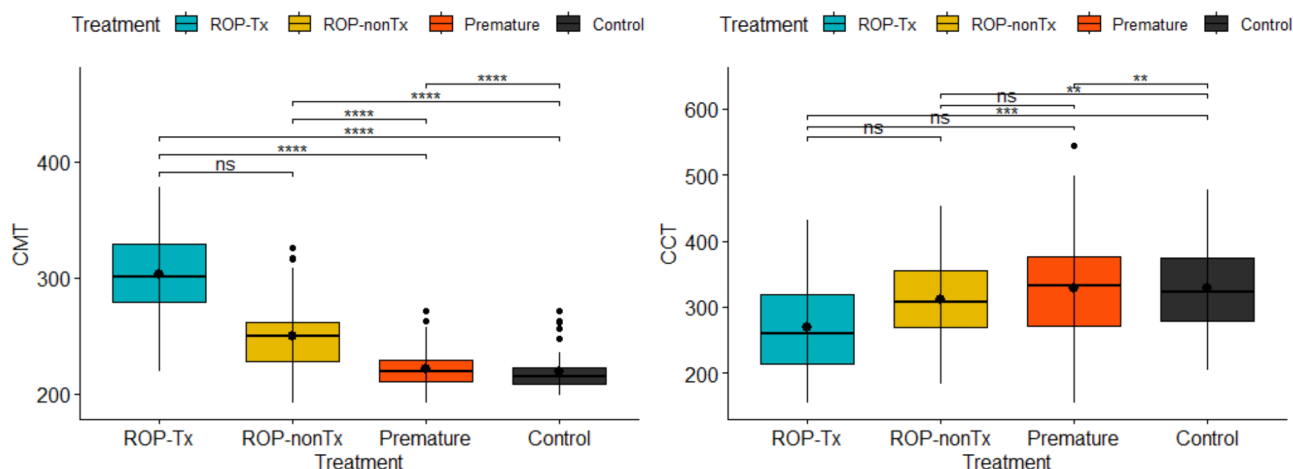 Treatment ROP-Tx ROP-nonTx Premature Control
CMT
400
300
200
****
****
****
****
****
ns
ROP-Tx ROP-nonTx Premature Control
Treatment
Treatment ROP-Tx ROP-nonTx Premature Control
CCT
600
500
400
300
200
**
**
ns
***
ns
ns
ROP-Tx ROP-nonTx Premature Control
Treatment